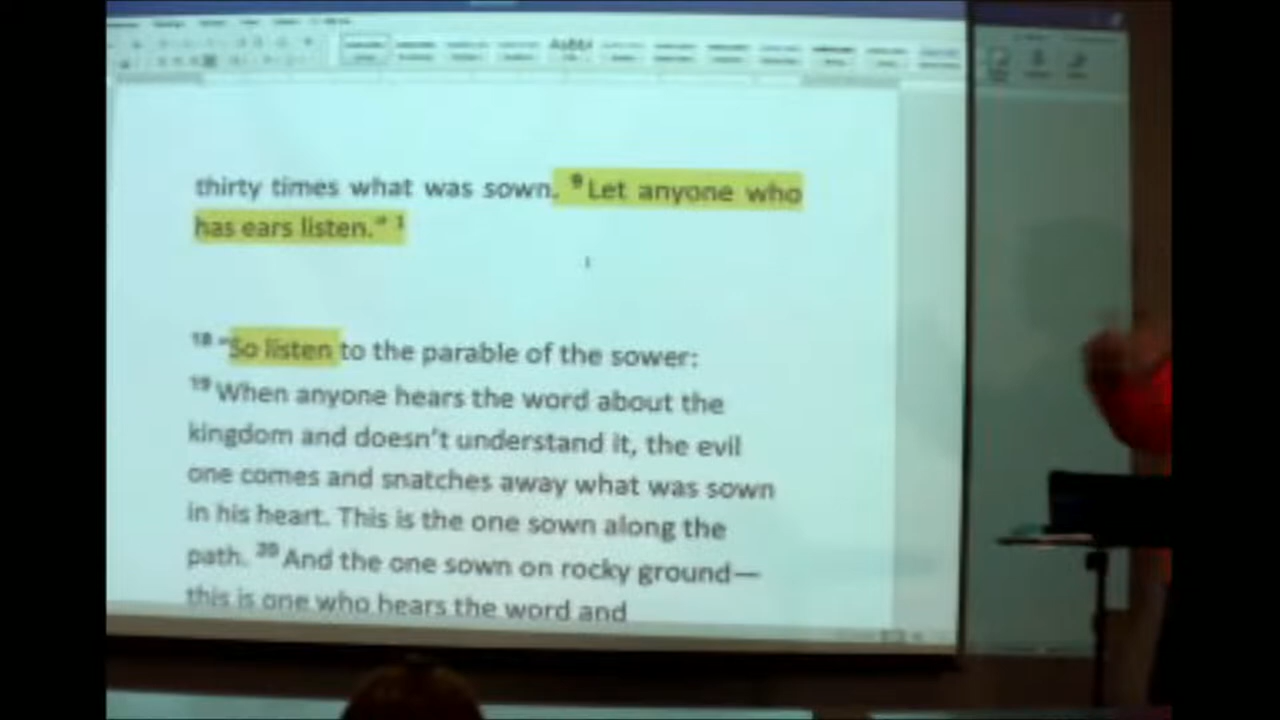 thirty times what was sown. ⁹Let anyone who
has ears listen.” ¹
¹⁸ “So listen to the parable of the sower:
¹⁹ When anyone hears the word about the
kingdom and doesn’t understand it, the evil
one comes and snatches away what was sown
in his heart. This is the one sown along the
path. ²⁰ And the one sown on rocky ground—
this is one who hears the word and